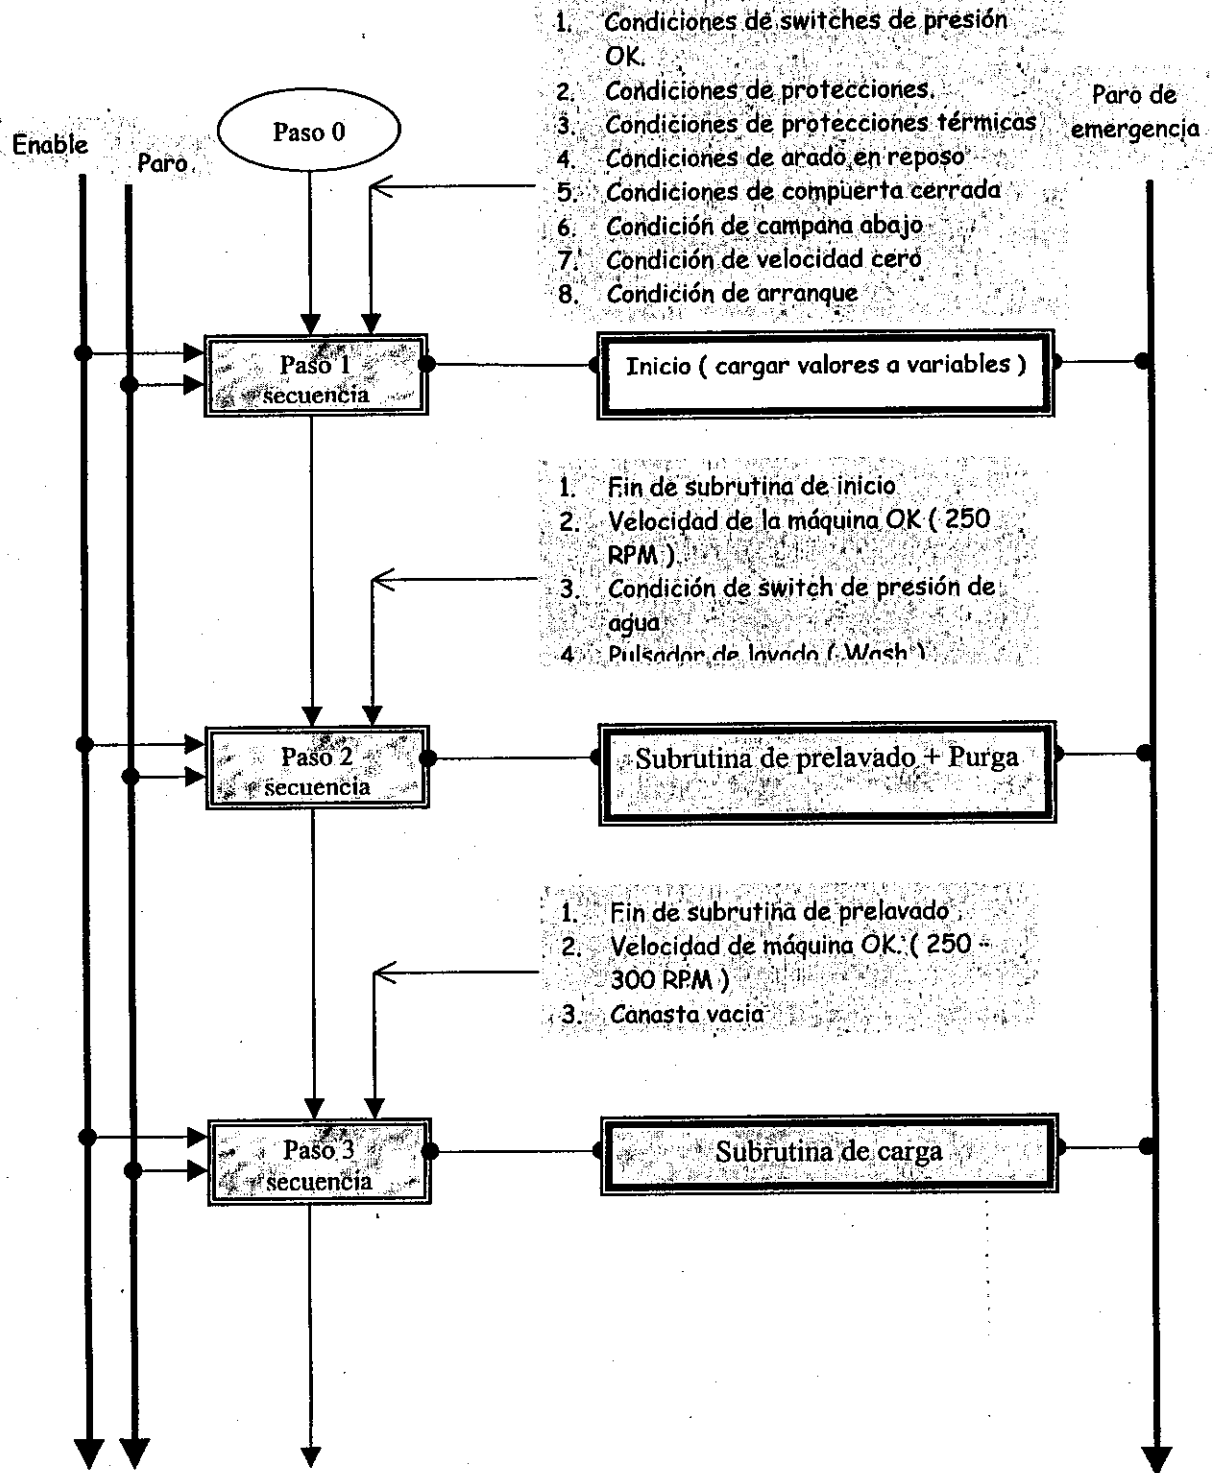 1. Condiciones de switches de presión
OK.
2. Condiciones de protecciones.
3. Condiciones de protecciones térmicas
4. Condiciones de arado en reposo
5. Condiciones de compuerta cerrada
6. Condición de campana abajo
7. Condición de velocidad cero
8. Condición de arranque
Paro de
emergencia
Enable
Paro
Paso 0
Paso 1
secuencia
Inicio ( cargar valores a variables )
1. Fin de subrutina de inicio
2. Velocidad de la máquina OK ( 250
RPM ).
3. Condición de switch de presión de
agua
4. Pulsador de lavado ( Wash )
Paso 2
secuencia
Subrutina de prelavado + Purga
1. Fin de subrutina de prelavado
2. Velocidad de máquina OK. ( 250 -
300 RPM )
3. Canasta vacia
Paso 3
secuencia
Subrutina de carga